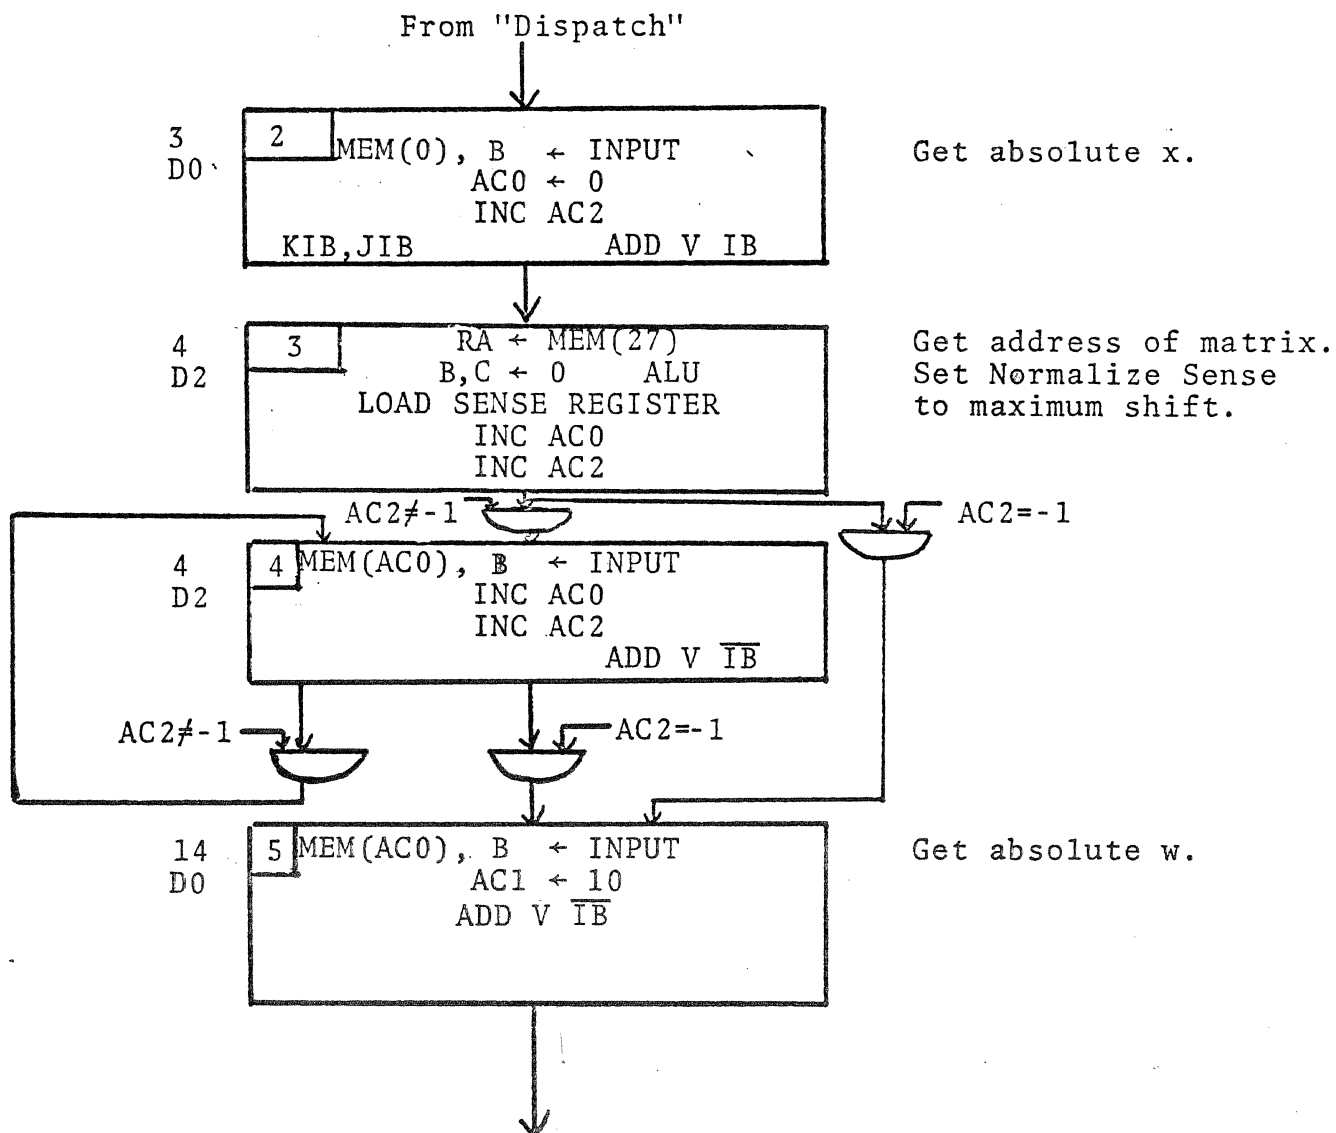 From "Dispatch"
3
D0
2
MEM(0), B ← INPUT
AC0 ← 0
INC AC2
KIB,JIB ADD V IB
Get absolute x.
4
D2
3
RA ← MEM(27)
B,C ← 0 ALU
LOAD SENSE REGISTER
INC AC0
INC AC2
Get address of matrix.
Set Normalize Sense
to maximum shift.
AC2≠-1
AC2=-1
4
D2
4
MEM(AC0), B ← INPUT
INC AC0
INC AC2
ADD V I̅B̅
AC2≠-1
AC2=-1
14
D0
5
MEM(AC0), B ← INPUT
AC1 ← 10
ADD V I̅B̅
Get absolute w.